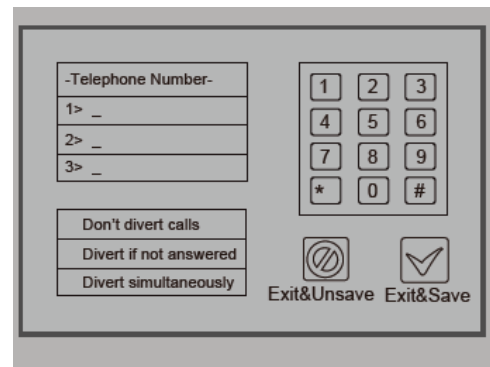 -Telephone Number-
1> _
2> _
3> _
Don't divert calls
Divert if not answered
Divert simultaneously
1 2 3
4 5 6
7 8 9
* 0 #
Exit&Unsave Exit&Save